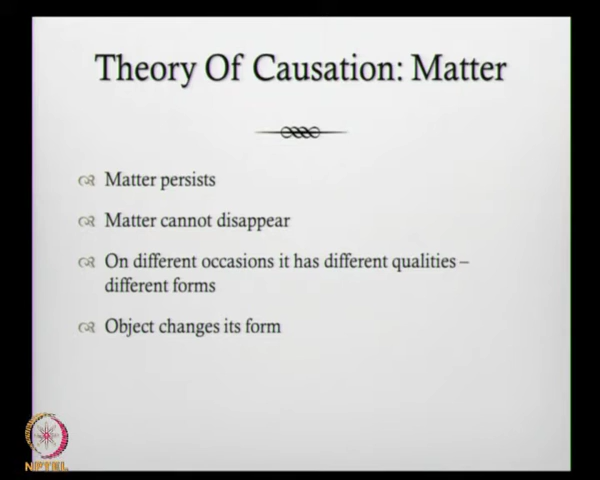 Theory Of Causation: Matter
Matter persists
Matter cannot disappear
On different occasions it has different qualities –
different forms
Object changes its form
NPTEL